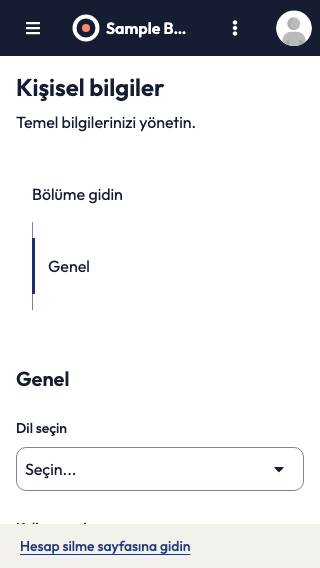 Sample B...
Kişisel bilgiler
Temel bilgilerinizi yönetin.
Bölüme gidin
Genel
Genel
Dil seçin
Seçin...
Hesap silme sayfasına gidin